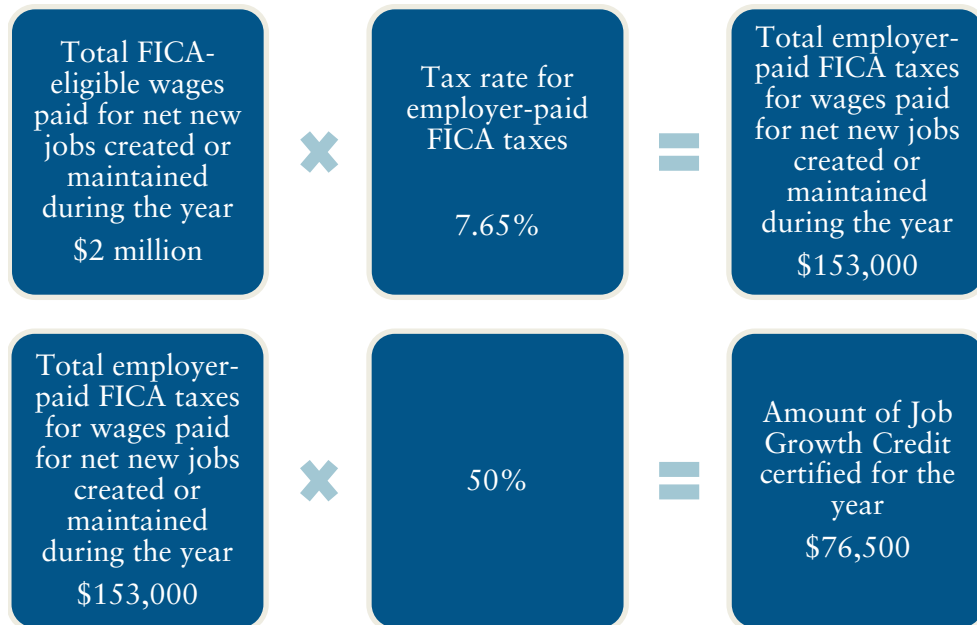 Total FICA-
eligible wages
paid for net new
jobs created or
maintained
during the year
$2 million
Tax rate for
employer-paid
FICA taxes
7.65%
Total employer-
paid FICA taxes
for wages paid
for net new jobs
created or
maintained
during the year
$153,000
Total employer-
paid FICA taxes
for wages paid
for net new jobs
created or
maintained
during the year
$153,000
50%
Amount of Job
Growth Credit
certified for the
year
$76,500